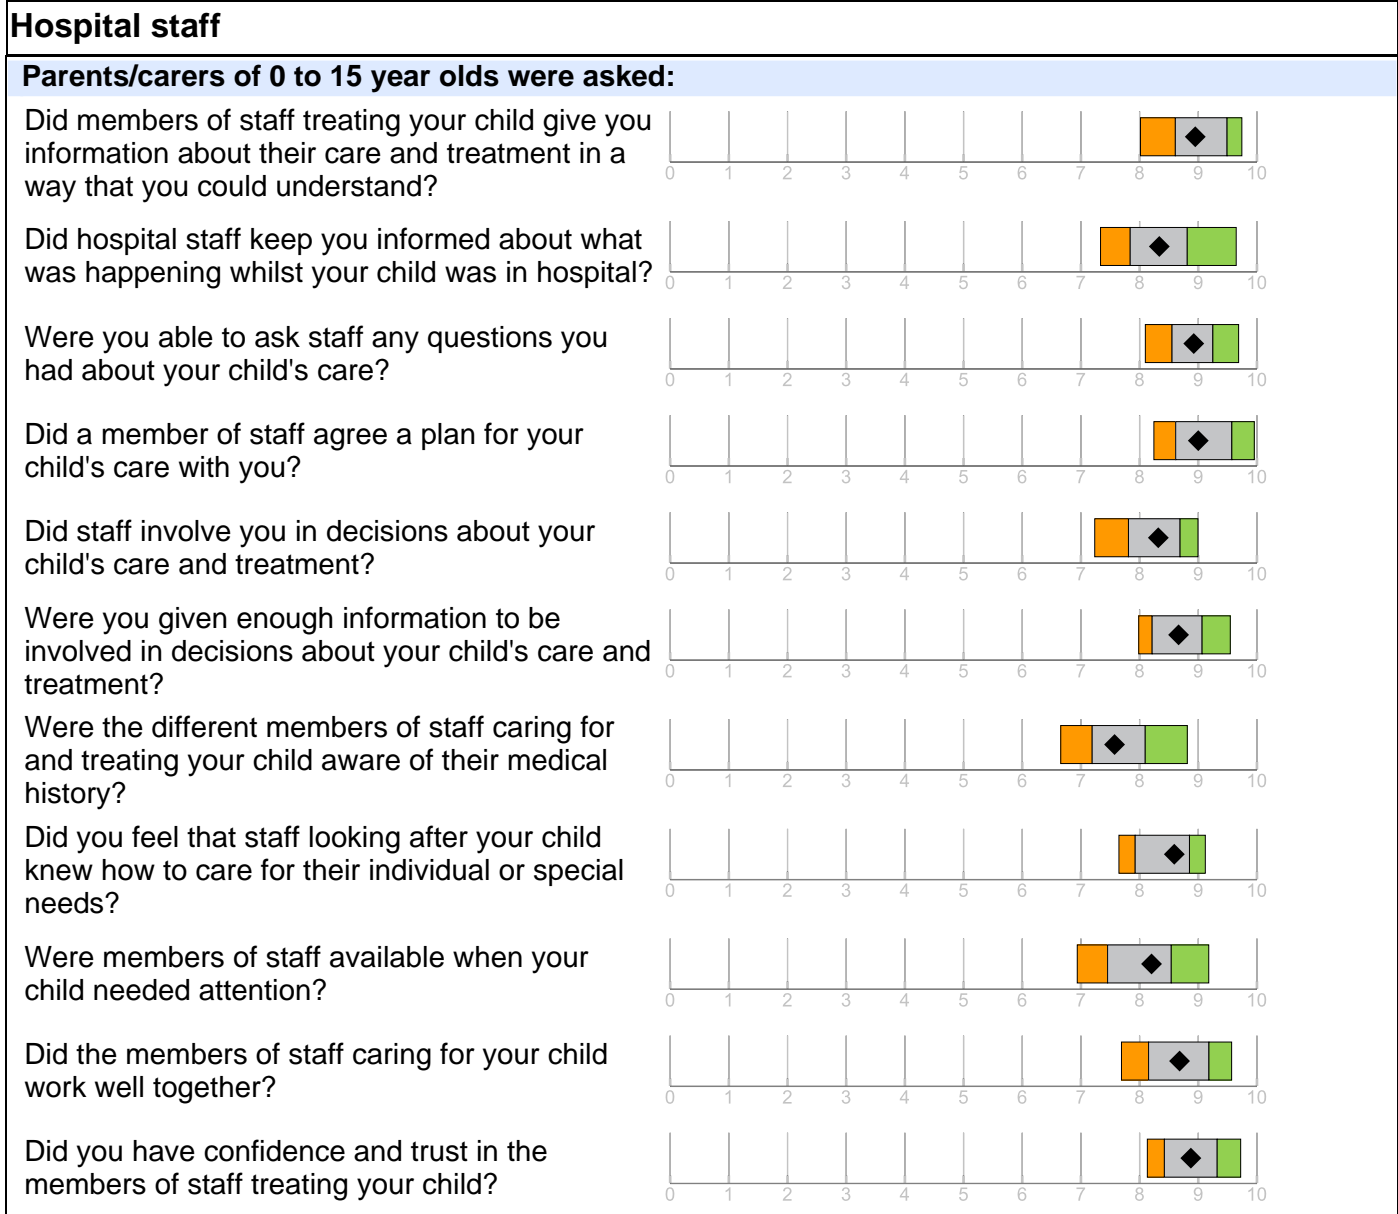 Hospital staff
Parents/carers of 0 to 15 year olds were asked:
Did members of staff treating your child give you
information about their care and treatment in a
way that you could understand?
0 1 2 3 4 5 6 7 8 9 10
Did hospital staff keep you informed about what
was happening whilst your child was in hospital?
0 1 2 3 4 5 6 7 8 9 10
Were you able to ask staff any questions you
had about your child's care?
0 1 2 3 4 5 6 7 8 9 10
Did a member of staff agree a plan for your
child's care with you?
0 1 2 3 4 5 6 7 8 9 10
Did staff involve you in decisions about your
child's care and treatment?
0 1 2 3 4 5 6 7 8 9 10
Were you given enough information to be
involved in decisions about your child's care and
treatment?
0 1 2 3 4 5 6 7 8 9 10
Were the different members of staff caring for
and treating your child aware of their medical
history?
0 1 2 3 4 5 6 7 8 9 10
Did you feel that staff looking after your child
knew how to care for their individual or special
needs?
0 1 2 3 4 5 6 7 8 9 10
Were members of staff available when your
child needed attention?
0 1 2 3 4 5 6 7 8 9 10
Did the members of staff caring for your child
work well together?
0 1 2 3 4 5 6 7 8 9 10
Did you have confidence and trust in the
members of staff treating your child?
0 1 2 3 4 5 6 7 8 9 10